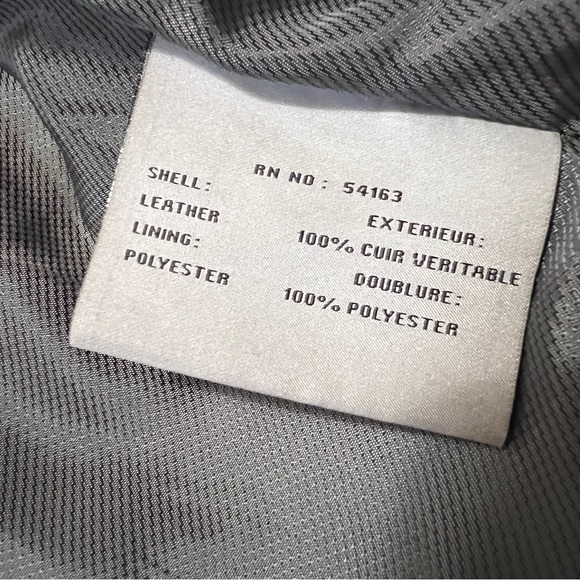 RN NO: 54163
SHELL:
LEATHER
LINING:
POLYESTER
EXTERIEUR:
100% CUIR VERITABLE
DOUBLURE:
100% POLYESTER